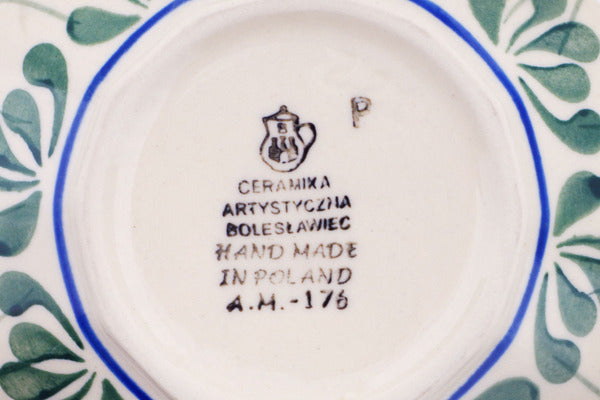 P
CERAMIKA
ARTYSTYCZNA
BOLESŁAWIEC
HAND MADE
IN POLAND
A.M.-176